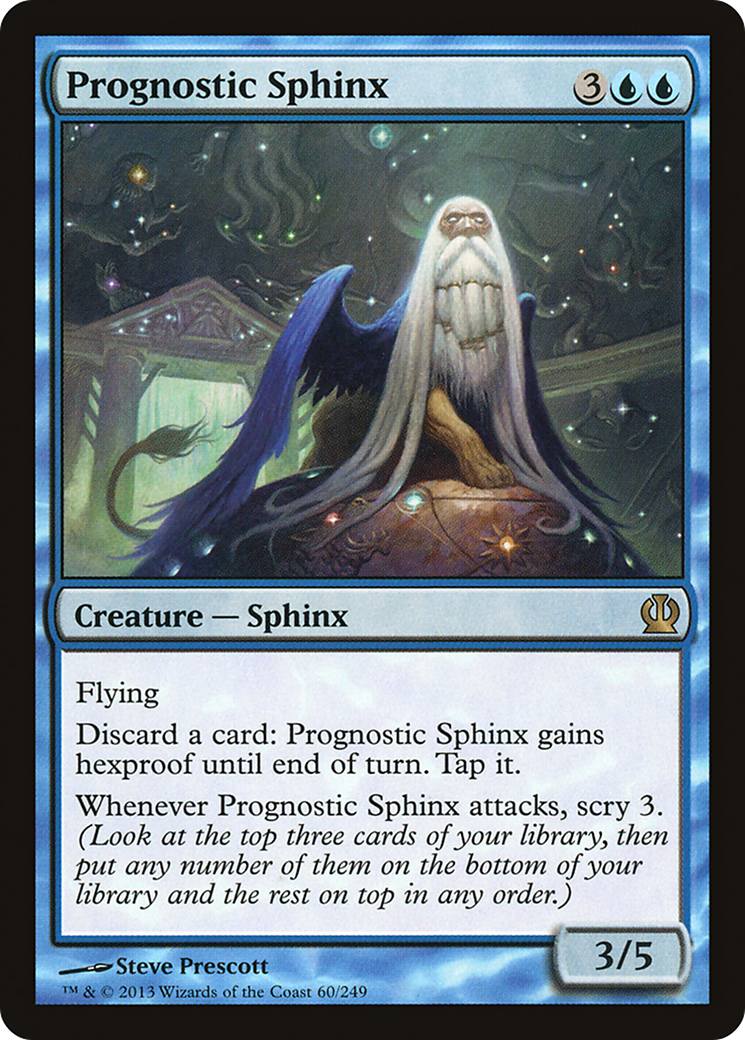 Prognostic Sphinx 3
Creature — Sphinx
Flying
Discard a card: Prognostic Sphinx gains
hexproof until end of turn. Tap it.
Whenever Prognostic Sphinx attacks, scry 3.
(Look at the top three cards of your library, then
put any number of them on the bottom of your
library and the rest on top in any order.)
3/5
Steve Prescott
™ & © 2013 Wizards of the Coast 60/249